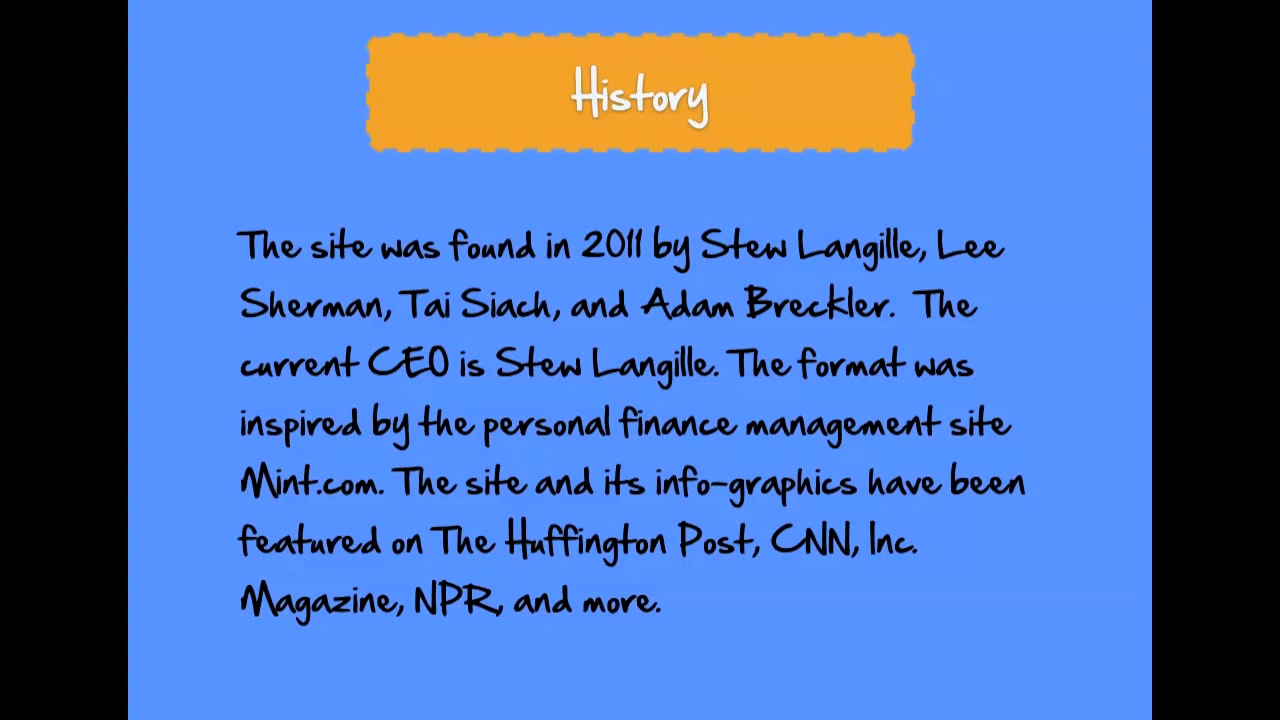 History
The site was found in 2011 by Stew Langille, Lee
Sherman, Tai Siach, and Adam Breckler. The
current CEO is Stew Langille. The format was
inspired by the personal finance management site
Mint.com. The site and its info-graphics have been
featured on The Huffington Post, CNN, Inc.
Magazine, NPR, and more.